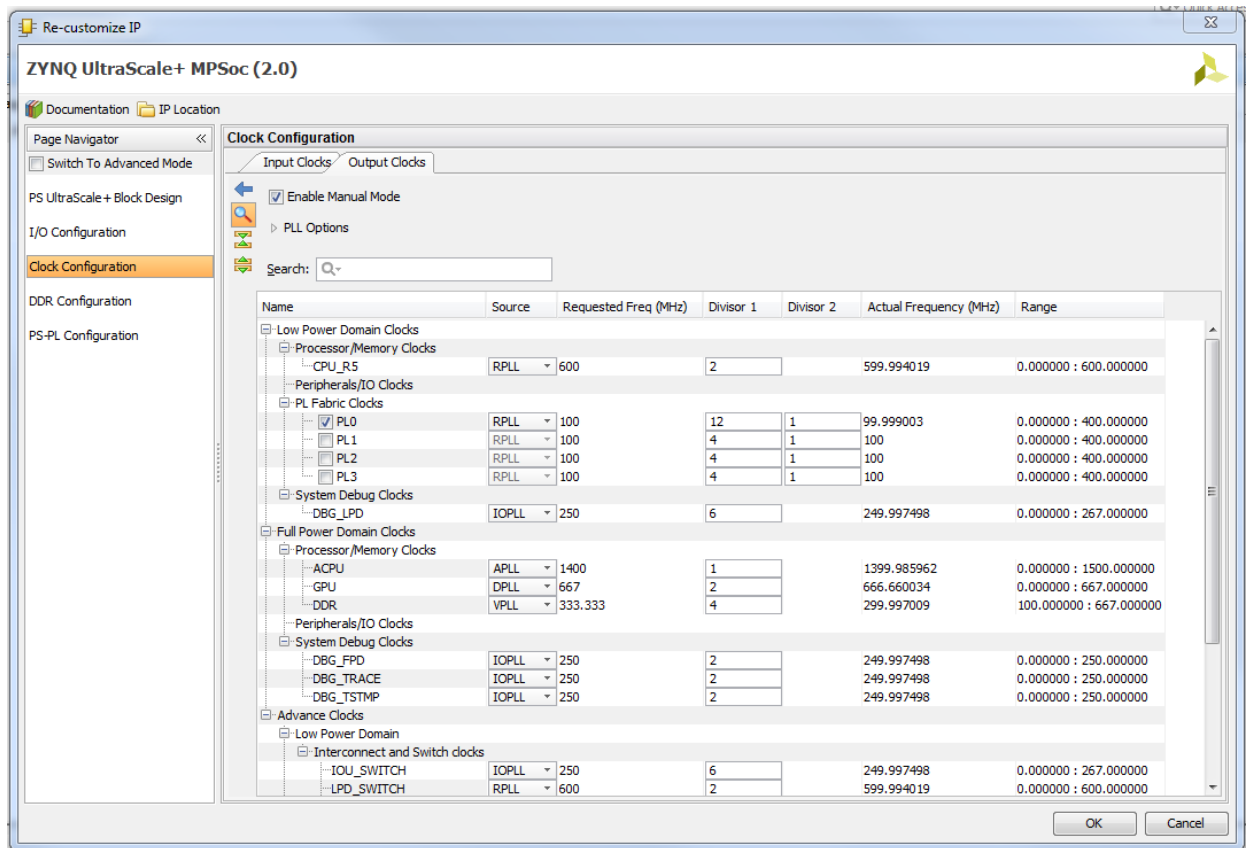 Re-customize IP
ZYNQ UltraScale+ MPSoc (2.0)
Documentation IP Location
Page Navigator «
Switch To Advanced Mode
PS UltraScale+ Block Design
I/O Configuration
Clock Configuration
DDR Configuration
PS-PL Configuration
Clock Configuration
Input Clocks Output Clocks
Enable Manual Mode
PLL Options
Search:
Name Source Requested Freq (MHz) Divisor 1 Divisor 2 Actual Frequency (MHz) Range
Low Power Domain Clocks
Processor/Memory Clocks
CPU_R5 RPLL 600 2 599.994019 0.000000 : 600.000000
Peripherals/IO Clocks
PL Fabric Clocks
PL0 RPLL 100 12 1 99.999003 0.000000 : 400.000000
PL1 RPLL 100 4 1 100 0.000000 : 400.000000
PL2 RPLL 100 4 1 100 0.000000 : 400.000000
PL3 RPLL 100 4 1 100 0.000000 : 400.000000
System Debug Clocks
DBG_LPD IOPLL 250 6 249.997498 0.000000 : 267.000000
Full Power Domain Clocks
Processor/Memory Clocks
ACPU APLL 1400 1 1399.985962 0.000000 : 1500.000000
GPU DPLL 667 2 666.660034 0.000000 : 667.000000
DDR VPLL 333.333 4 299.997009 100.000000 : 667.000000
Peripherals/IO Clocks
System Debug Clocks
DBG_FPD IOPLL 250 2 249.997498 0.000000 : 250.000000
DBG_TRACE IOPLL 250 2 249.997498 0.000000 : 250.000000
DBG_TSTMP IOPLL 250 2 249.997498 0.000000 : 250.000000
Advance Clocks
Low Power Domain
Interconnect and Switch clocks
IOU_SWITCH IOPLL 250 6 249.997498 0.000000 : 267.000000
LPD_SWITCH RPLL 600 2 599.994019 0.000000 : 600.000000
OK Cancel